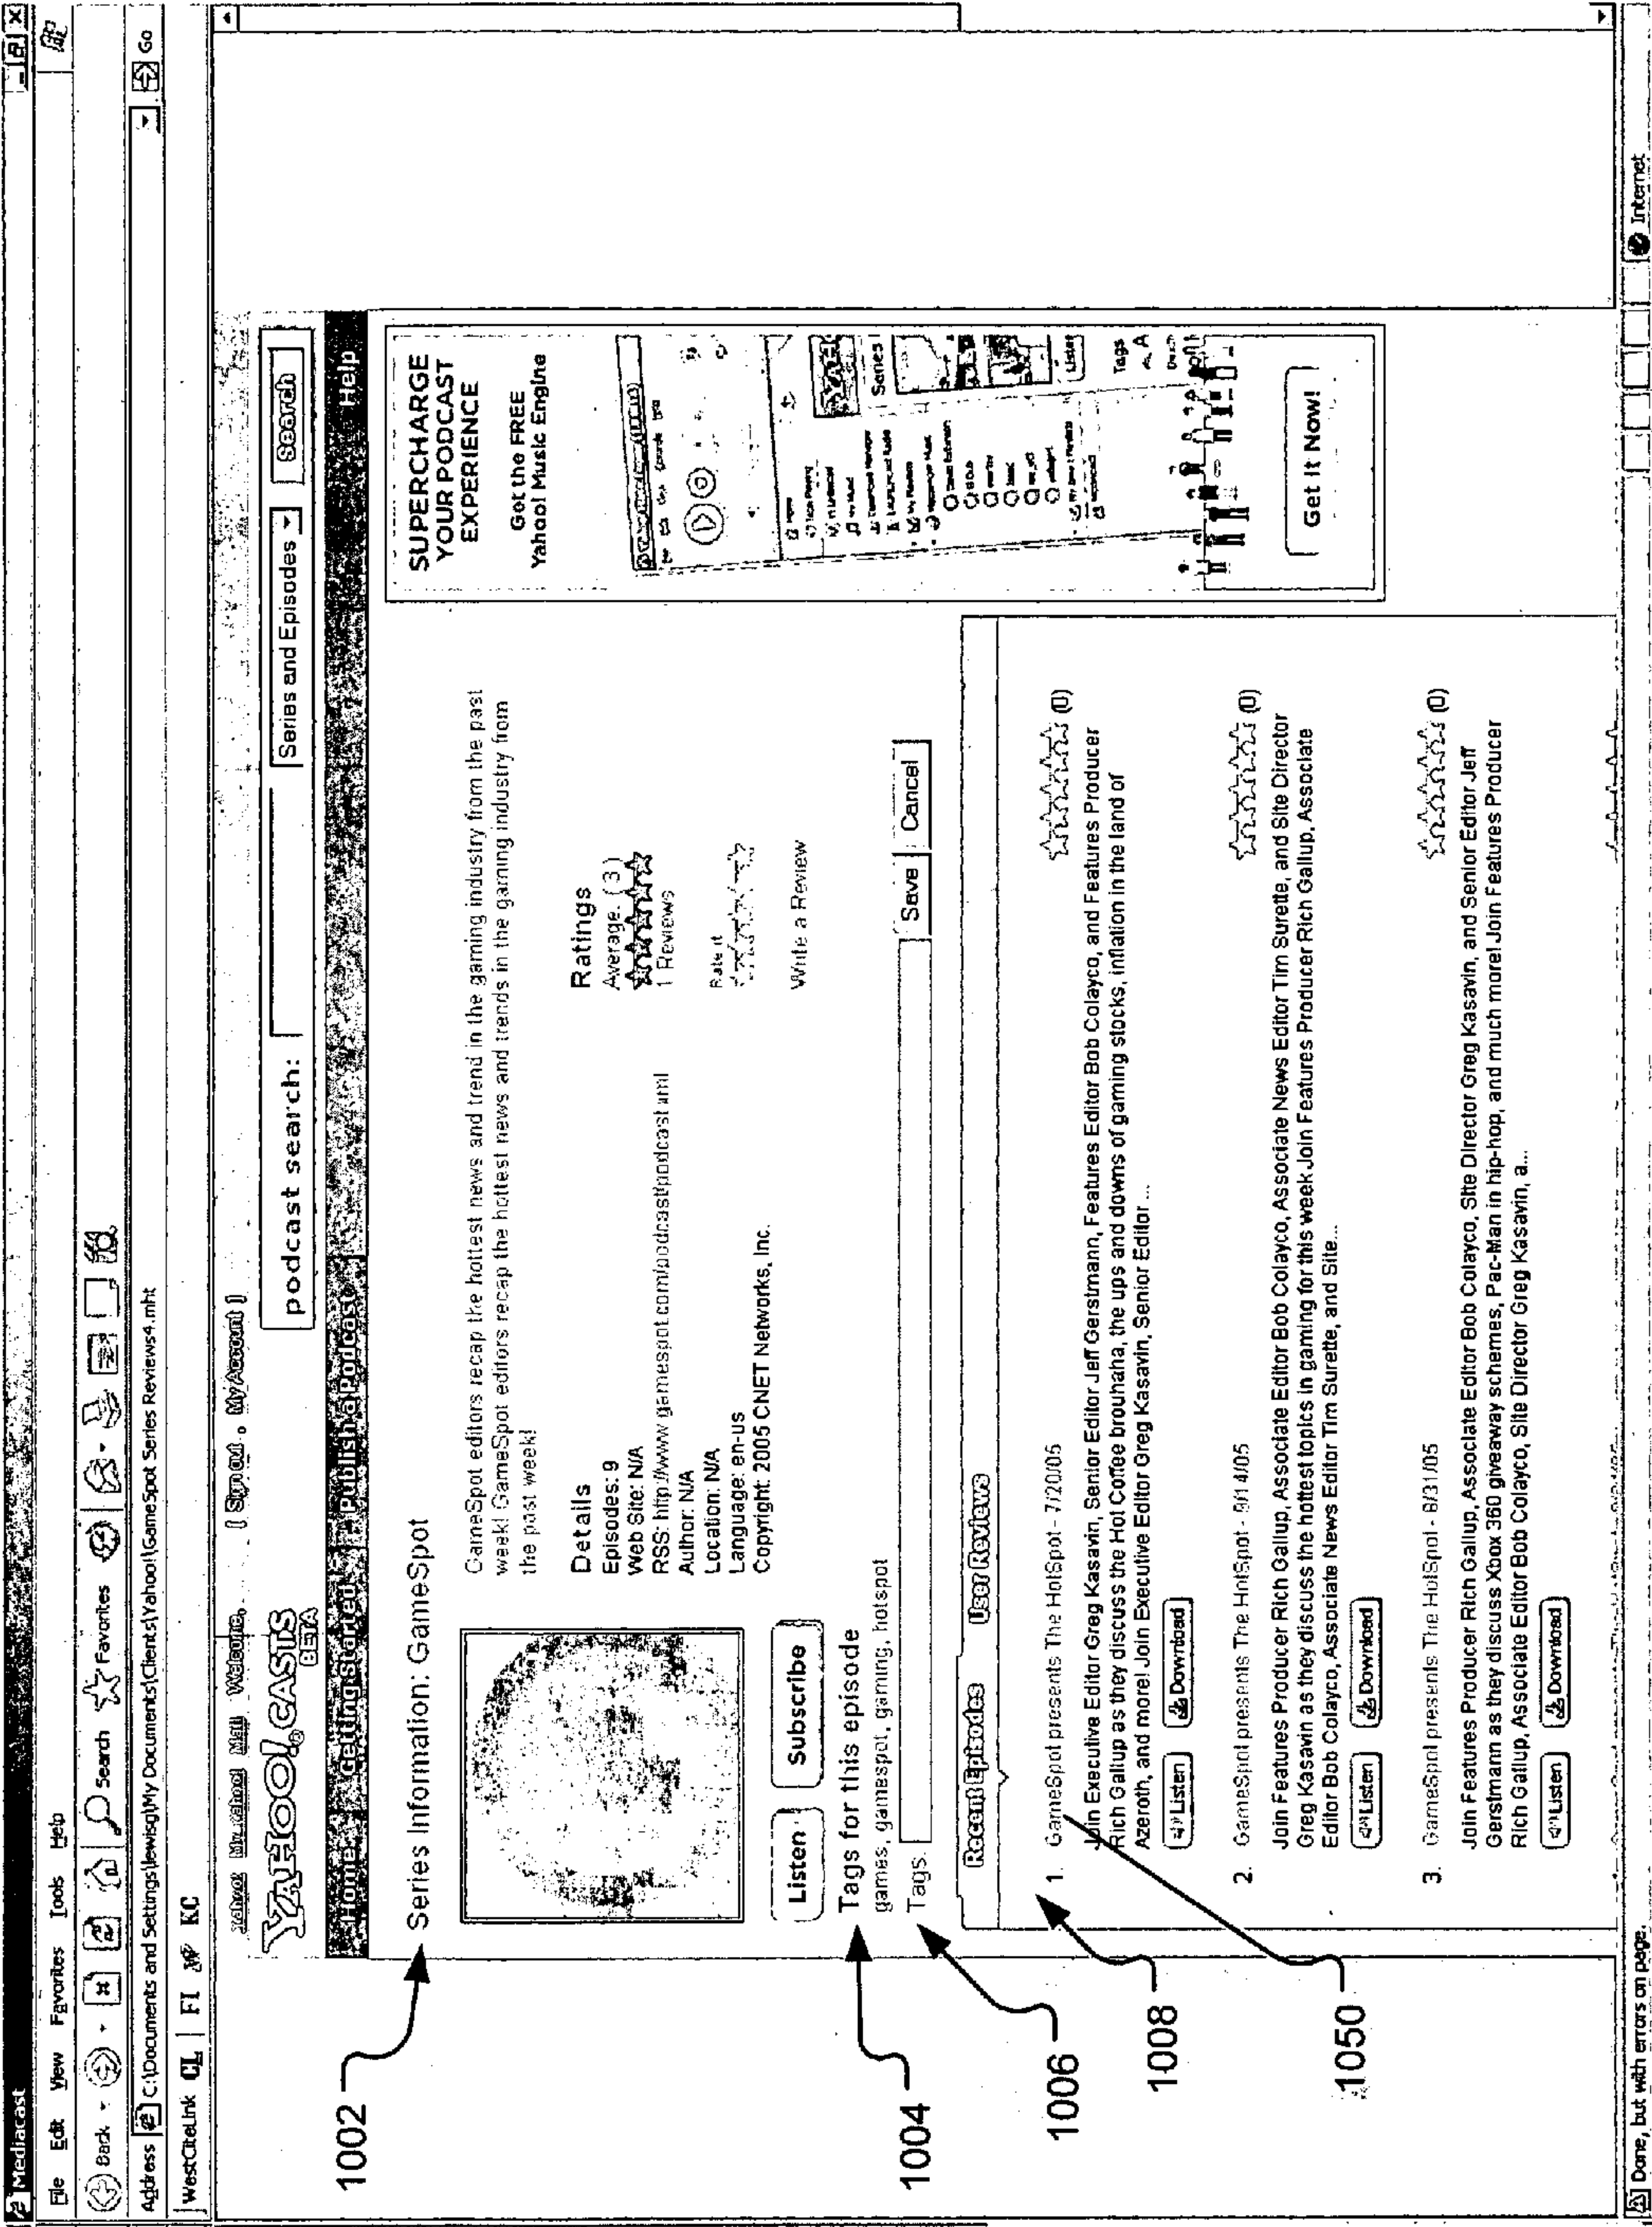 Mediacast
File Edit View Favorites Tools Help
Back Search Favorites
Address C:\Documents and Settings\lewisg\My Documents\Clients\Yahoo!\GameSpot Series Reviews4.mht Go
WestCiteLink CL FI KC
Yahoo! My Yahoo! Mail Welcome, [ Sign out, My Account ]
YAHOO! CASTS
BETA
podcast search: Series and Episodes Search
Home Getting Started Publish a Podcast Help
1002
Series Information: GameSpot
GameSpot editors recap the hottest news and trend in the gaming industry from the past
week! GameSpot editors recap the hottest news and trends in the gaming industry from
the past week!
Details
Episodes: 9
Web Site: N/A
RSS: http://www.gamespot.com/podcast/podcast.xml
Author: N/A
Location: N/A
Language: en-us
Copyright: 2005 CNET Networks, Inc.
Ratings
Average: (3)
1 Reviews
Rate it
Write a Review
Listen Subscribe
1004
Tags for this episode
games, gamespot, gaming, hotspot
1006
Tags: Save Cancel
SUPERCHARGE
YOUR PODCAST
EXPERIENCE
Got the FREE
Yahoo! Music Engine
Series
Listen
Tags
Get It Now!
Recent Episodes User Reviews
1008
1050
1. GameSpot presents The HotSpot - 7/20/05 (0)
Join Executive Editor Greg Kasavin, Senior Editor Jeff Gerstmann, Features Editor Bob Colayco, and Features Producer
Rich Gallup as they discuss the Hot Coffee brouhaha, the ups and downs of gaming stocks, inflation in the land of
Azeroth, and more! Join Executive Editor Greg Kasavin, Senior Editor...
Listen Download
2. GameSpot presents The HotSpot - 9/14/05 (0)
Join Features Producer Rich Gallup, Associate Editor Bob Colayco, Associate News Editor Tim Surette, and Site Director
Greg Kasavin as they discuss the hottest topics in gaming for this week Join Features Producer Rich Gallup, Associate
Editor Bob Colayco, Associate News Editor Tim Surette, and Site...
Listen Download
3. GameSpot presents The HotSpot - 8/31/05 (0)
Join Features Producer Rich Gallup, Associate Editor Bob Colayco, Site Director Greg Kasavin, and Senior Editor Jeff
Gerstmann as they discuss Xbox 360 giveaway schemes, Pac-Man in hip-hop, and much more! Join Features Producer
Rich Gallup, Associate Editor Bob Colayco, Site Director Greg Kasavin, a...
Listen Download
Done, but with errors on page.
Internet